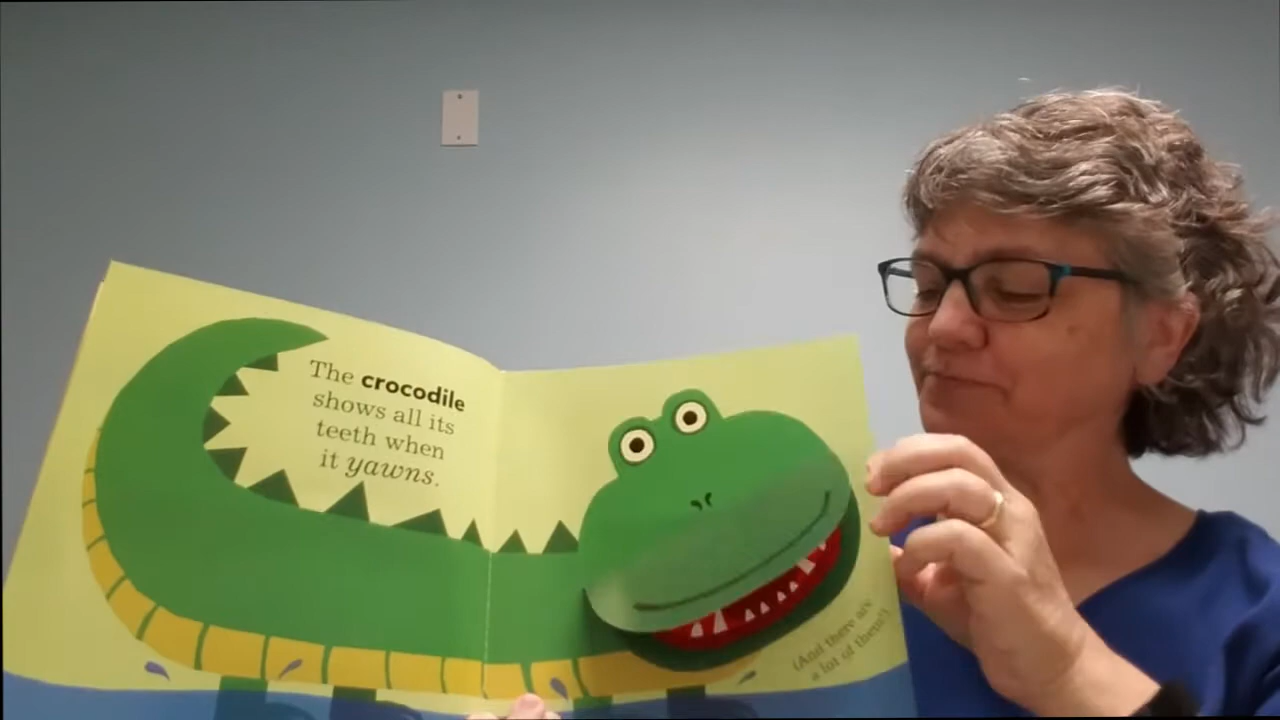 The crocodile
shows all its
teeth when
it yawns.
(And there are
a lot of them!)